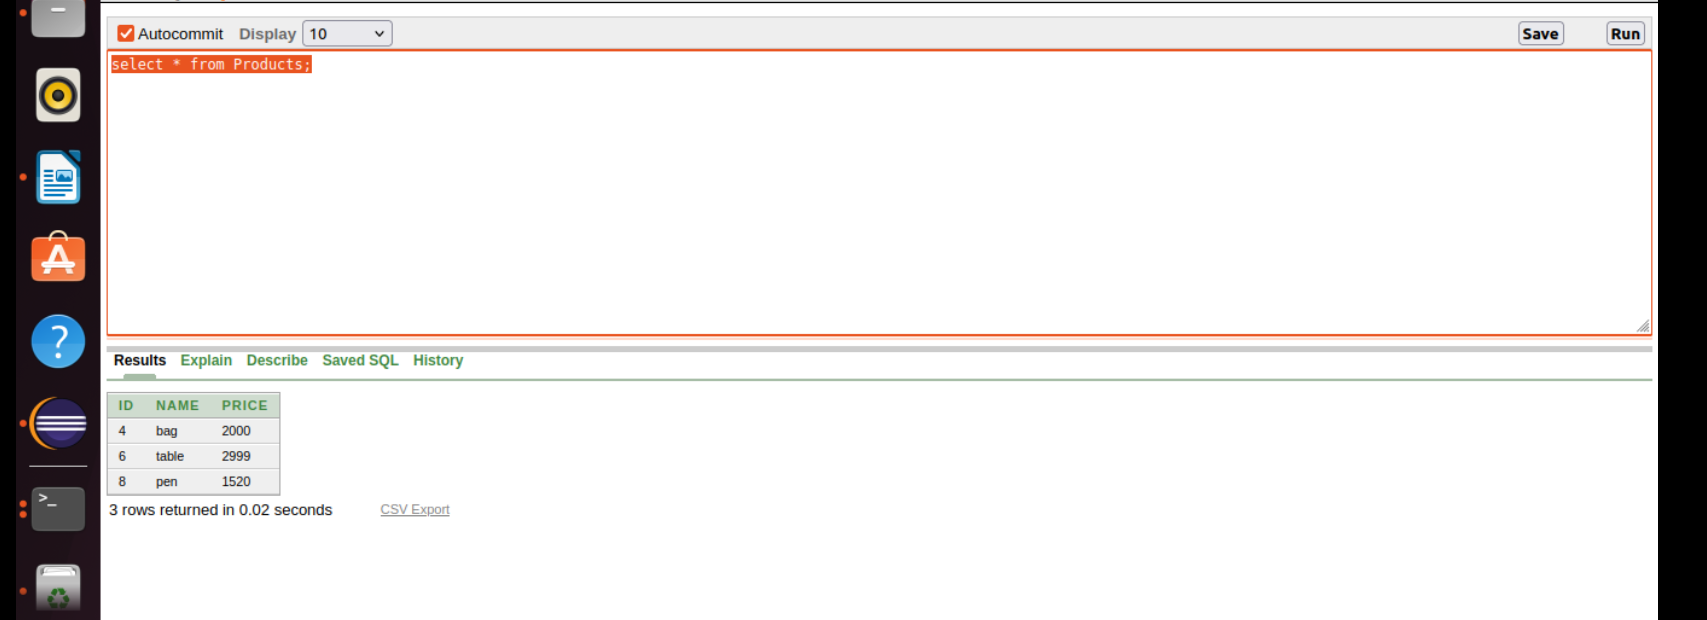 Autocommit Display 10 Save Run
select * from Products;
Results Explain Describe Saved SQL History
ID NAME PRICE
4 bag 2000
6 table 2999
8 pen 1520
3 rows returned in 0.02 seconds CSV Export